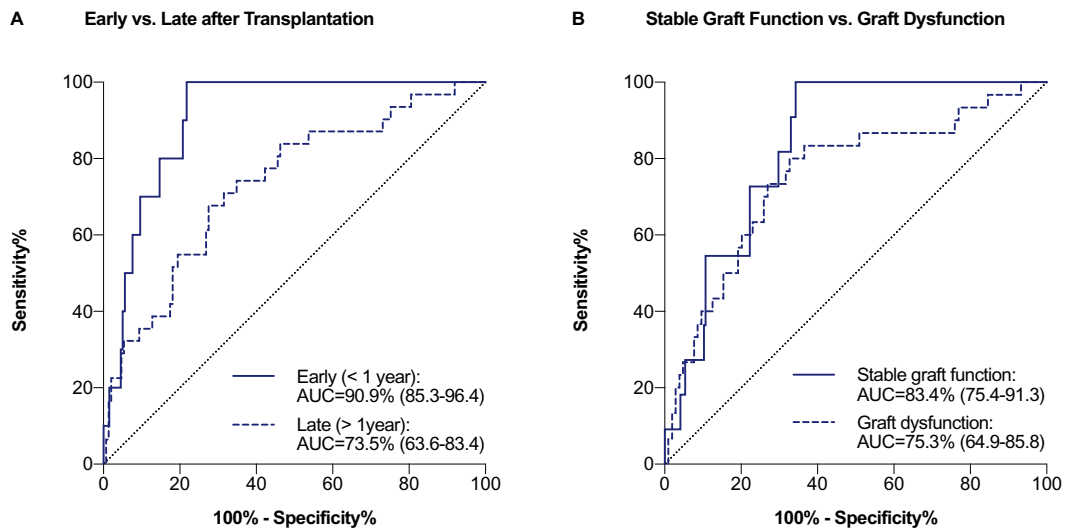 A Early vs. Late after Transplantation
100
80
60
40
20
0
0 20 40 60 80 100
Sensitivity%
100% - Specificity%
Early (< 1 year):
AUC=90.9% (85.3-96.4)
Late (> 1year):
AUC=73.5% (63.6-83.4)
B Stable Graft Function vs. Graft Dysfunction
100
80
60
40
20
0
0 20 40 60 80 100
Sensitivity%
100% - Specificity%
Stable graft function:
AUC=83.4% (75.4-91.3)
Graft dysfunction:
AUC=75.3% (64.9-85.8)